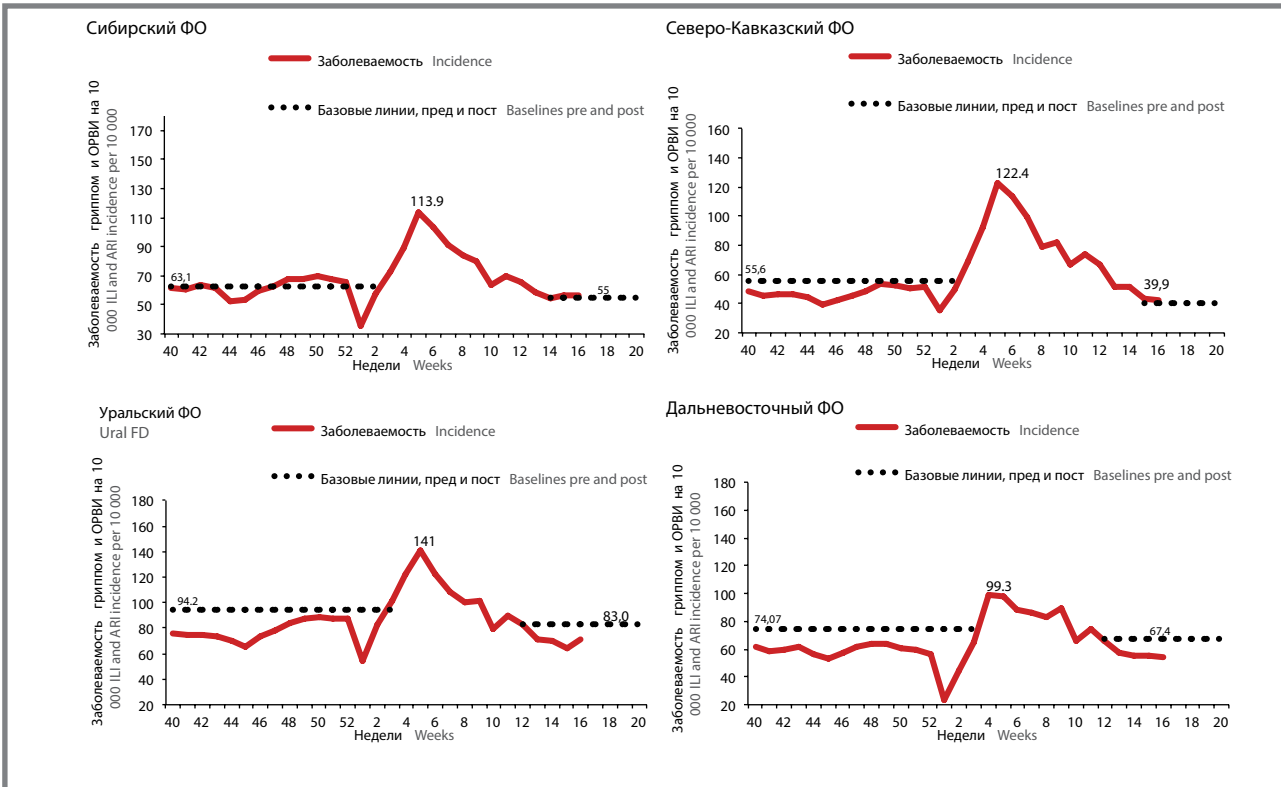 Сибирский ФО
Заболеваемость Incidence
Базовые линии, пред и пост Baselines pre and post
Заболеваемость гриппом и ОРВИ на 10
000 ILI and ARI incidence per 10 000
170
150
130
110
90
70
50
30
63,1
113.9
55
40 42 44 46 48 50 52 2 4 6 8 10 12 14 16 18 20
Недели Weeks
Северо-Кавказский ФО
Заболеваемость Incidence
Базовые линии, пред и пост Baselines pre and post
Заболеваемость гриппом и ОРВИ на 10
000 ILI and ARI incidence per 10 000
160
140
120
100
80
60
40
20
55,6
122.4
39,9
40 42 44 46 48 50 52 2 4 6 8 10 12 14 16 18 20
Недели Weeks
Уральский ФО
Ural FD
Заболеваемость Incidence
Базовые линии, пред и пост Baselines pre and post
Заболеваемость гриппом и ОРВИ на 10
000 ILI and ARI incidence per 10 000
180
160
140
120
100
80
60
40
20
94.2
141
83,0
40 42 44 46 48 50 52 2 4 6 8 10 12 14 16 18 20
Недели Weeks
Дальневосточный ФО
Заболеваемость Incidence
Базовые линии, пред и пост Baselines pre and post
Заболеваемость гриппом и ОРВИ на 10
000 ILI and ARI incidence per 10 000
180
160
140
120
100
80
60
40
20
74,07
99.3
67,4
40 42 44 46 48 50 52 2 4 6 8 10 12 14 16 18 20
Недели Weeks